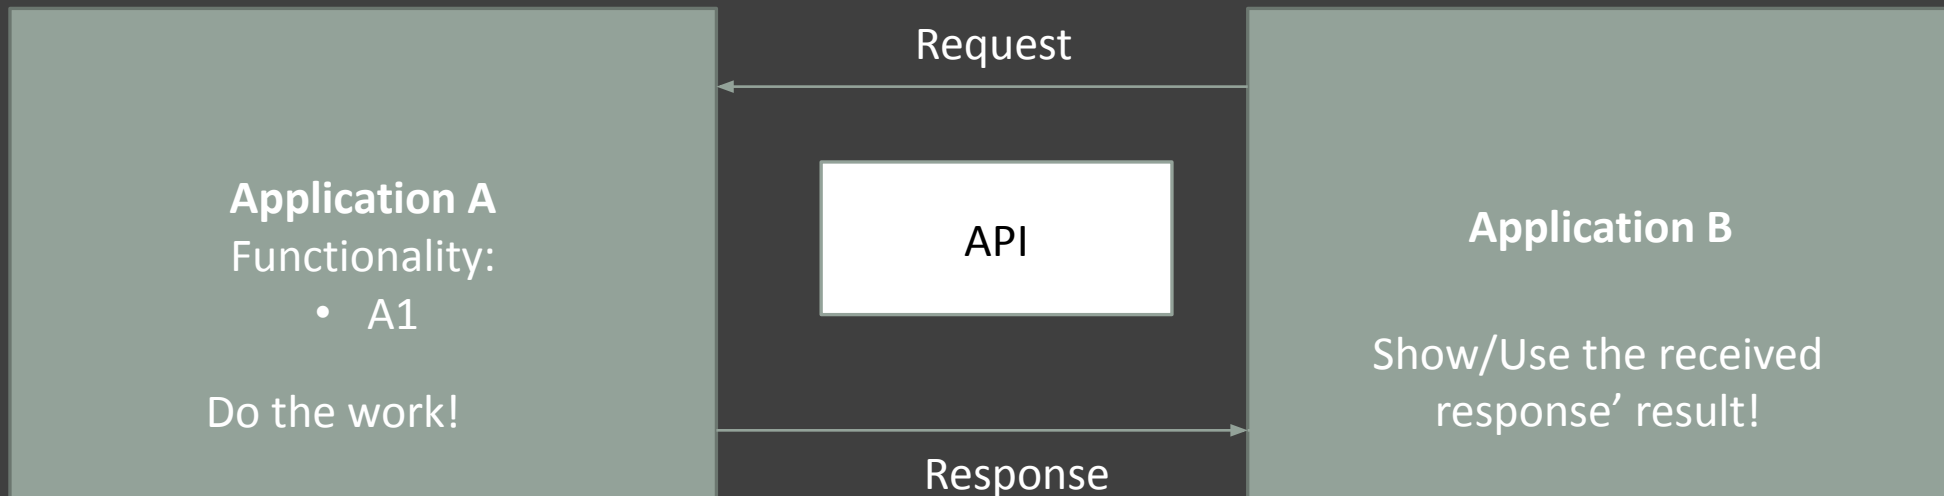 Request
Application A
Functionality:
• A1
Do the work!
API
Application B
Show/Use the received
response’ result!
Response